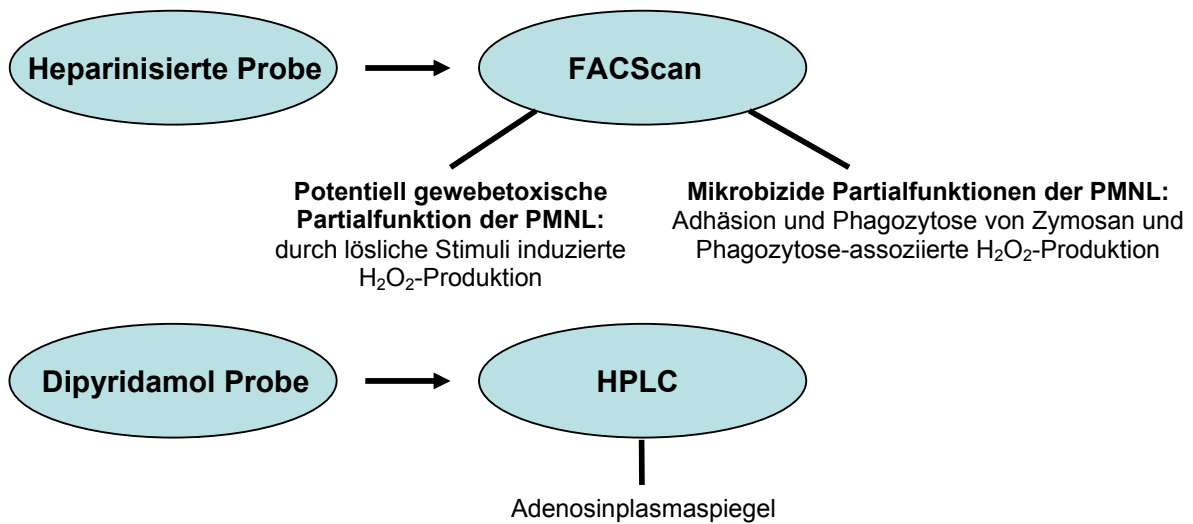 Heparinisierte Probe
FACScan
Potentiell gewebetoxische
Partialfunktion der PMNL:
durch lösliche Stimuli induzierte
H₂O₂-Produktion
Mikrobizide Partialfunktionen der PMNL:
Adhäsion und Phagozytose von Zymosan und
Phagozytose-assoziierte H₂O₂-Produktion
Dipyridamol Probe
HPLC
Adenosinplasmaspiegel